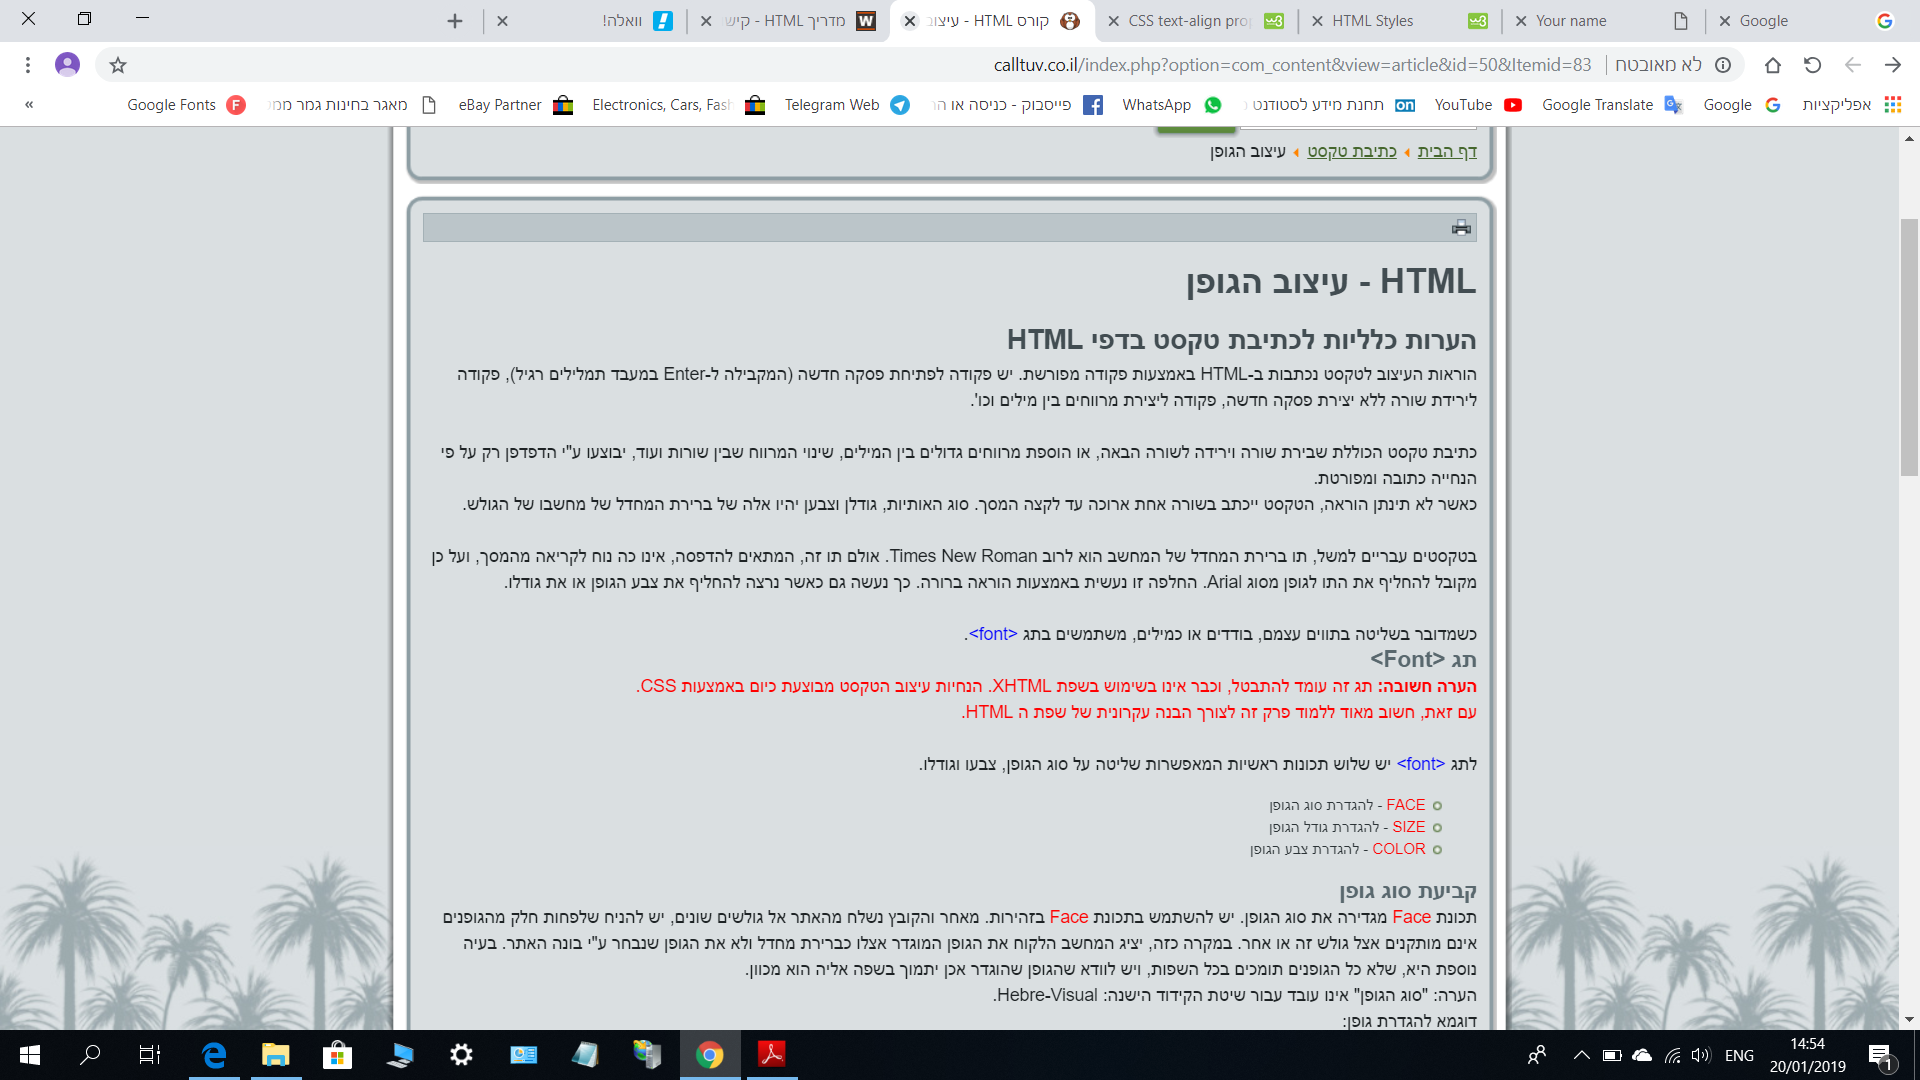 Google
Your name
HTML Styles
CSS text-align prop
קורס HTML - עיצוב
מדריך HTML - קיש
וואלה!
לא מאובטח
calltuv.co.il/index.php?option=com_content&view=article&id=50&Itemid=83
אפליקציות
Google
Google Translate
YouTube
תחנת מידע לסטודנט
WhatsApp
פייסבוק - כניסה או הר
Telegram Web
Electronics, Cars, Fash
eBay Partner
מאגר בחינות גמר ממ
Google Fonts
»
דף הבית כתיבת טקסט עיצוב הגופן
HTML - עיצוב הגופן
הערות כלליות לכתיבת טקסט בדפי HTML
הוראות העיצוב לטקסט נכתבות ב-HTML באמצעות פקודה מפורשת. יש פקודה לפתיחת פסקה חדשה (המקבילה ל-Enter במעבד תמלילים רגיל), פקודה
לירידת שורה ללא יצירת פסקה חדשה, פקודה ליצירת מרווחים בין מילים וכו'.
כתיבת טקסט הכוללת שבירת שורה וירידה לשורה הבאה, או הוספת מרווחים גדולים בין המילים, שינוי המרווח שבין שורות ועוד, יבוצעו ע"י הדפדפן רק על פי
הנחייה כתובה ומפורטת.
כאשר לא תינתן הוראה, הטקסט ייכתב בשורה אחת ארוכה עד לקצה המסך. סוג האותיות, גודלן וצבען יהיו אלה של ברירת המחדל של מחשבו של הגולש.
בטקסטים עבריים למשל, תו ברירת המחדל של המחשב הוא לרוב Times New Roman. אולם תו זה, המתאים להדפסה, אינו כה נוח לקריאה מהמסך, ועל כן
מקובל להחליף את התו לגופן מסוג Arial. החלפה זו נעשית באמצעות הוראה ברורה. כך נעשה גם כאשר נרצה להחליף את צבע הגופן או את גודלו.
כשמדובר בשליטה בתווים עצמם, בודדים או כמילים, משתמשים בתג <font>.
תג <Font>
הערה חשובה: תג זה עומד להתבטל, וכבר אינו בשימוש בשפת XHTML. הנחיות עיצוב הטקסט מבוצעת כיום באמצעות CSS.
עם זאת, חשוב מאוד ללמוד פרק זה לצורך הבנה עקרונית של שפת ה HTML.
לתג <font> יש שלוש תכונות ראשיות המאפשרות שליטה על סוג הגופן, צבעו וגודלו.
FACE - להגדרת סוג הגופן
SIZE - להגדרת גודל הגופן
COLOR - להגדרת צבע הגופן
קביעת סוג גופן
תכונת Face מגדירה את סוג הגופן. יש להשתמש בתכונת Face בזהירות. מאחר והקובץ נשלח מהאתר אל גולשים שונים, יש להניח שלפחות חלק מהגופנים
אינם מותקנים אצל גולש זה או אחר. במקרה כזה, יציג המחשב הלקוח את הגופן המוגדר אצלו כברירת מחדל ולא את הגופן שנבחר ע"י בונה האתר. בעיה
נוספת היא, שלא כל הגופנים תומכים בכל השפות, ויש לוודא שהגופן שהוגדר אכן יתמוך בשפה אליה הוא מכוון.
הערה: "סוג הגופן" אינו עובד עבור שיטת הקידוד הישנה: Hebre-Visual.
דוגמא להגדרת גופן:
ENG
14:54
20/01/2019
1